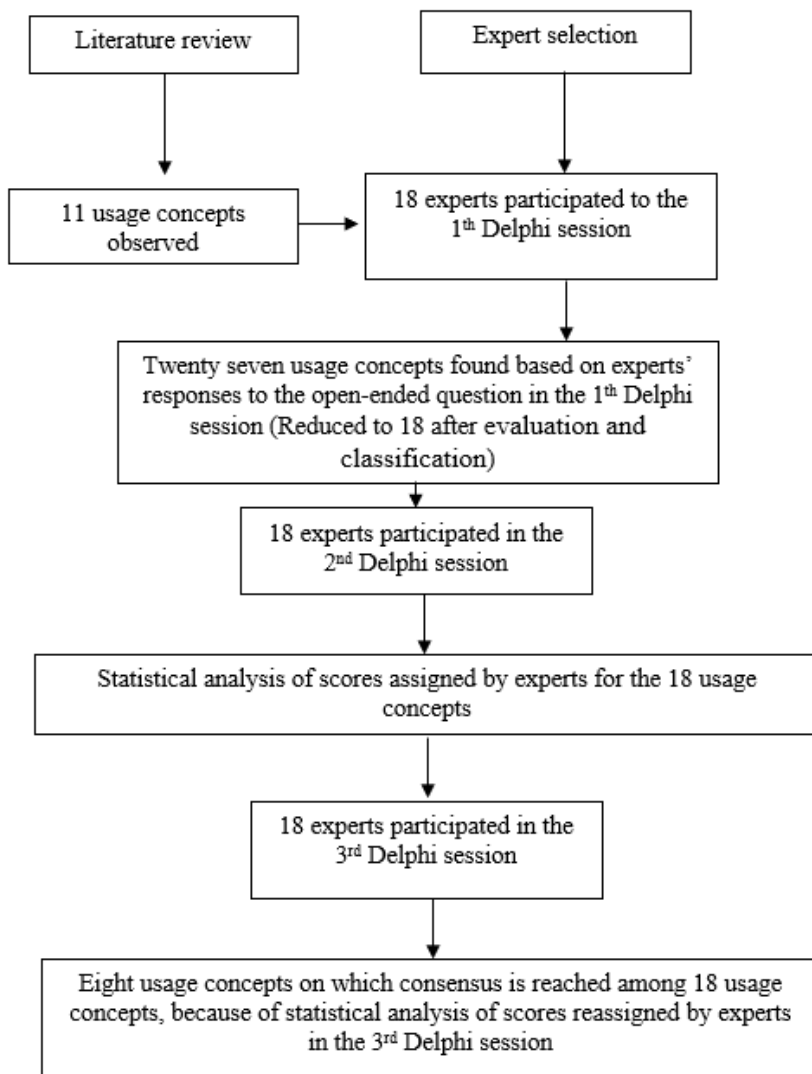 Literature review
Expert selection
11 usage concepts
observed
18 experts participated to the
1th Delphi session
Twenty seven usage concepts found based on experts’
responses to the open-ended question in the 1th Delphi
session (Reduced to 18 after evaluation and
classification)
18 experts participated in the
2nd Delphi session
Statistical analysis of scores assigned by experts for the 18 usage
concepts
18 experts participated in the
3rd Delphi session
Eight usage concepts on which consensus is reached among 18 usage
concepts, because of statistical analysis of scores reassigned by experts
in the 3rd Delphi session